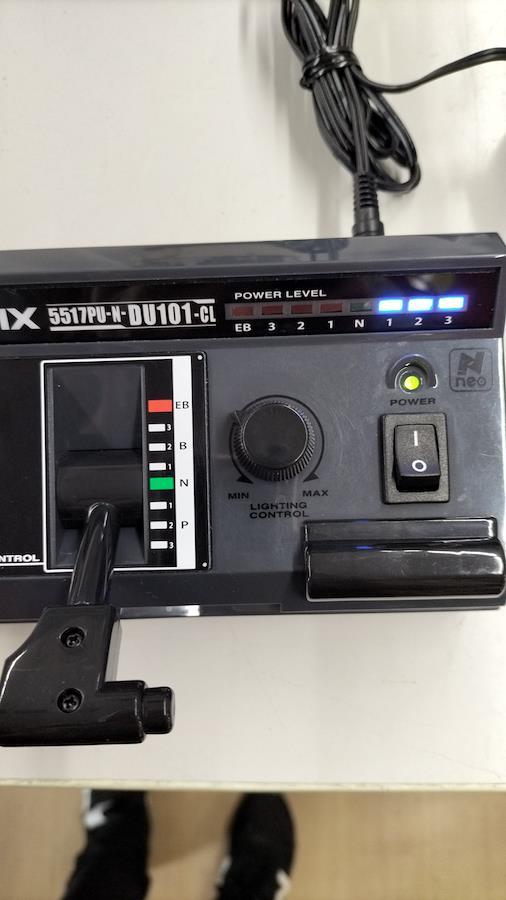 IX 5517PU-N-DU101-CL
POWER LEVEL
EB 3 2 1 N 1 2 3
neo
POWER
EB
3
2 B
1
N
1
2 P
3
MIN MAX
LIGHTING
CONTROL
I
O
NTROL